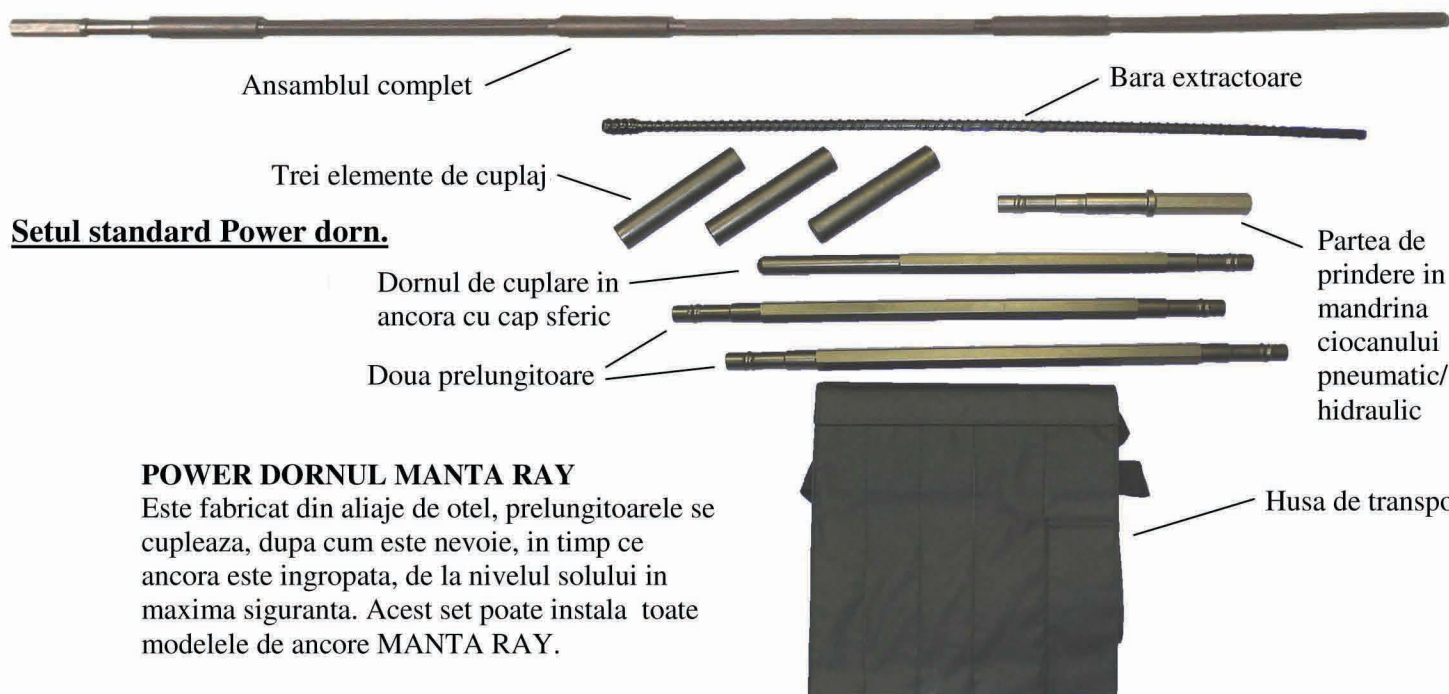 Ansamblul complet
Bara extractoare
Trei elemente de cuplaj
Setul standard Power dorn.
Partea de
prindere in
mandrina
ciocanului
pneumatic/
hidraulic
Dornul de cuplare in
ancora cu cap sferic
Doua prelungitoare
POWER DORNUL MANTA RAY
Este fabricat din aliaje de otel, prelungitoarele se
cupleaza, dupa cum este nevoie, in timp ce
ancora este ingropata, de la nivelul solului in
maxima siguranta. Acest set poate instala  toate
modelele de ancore MANTA RAY.
Husa de transpo